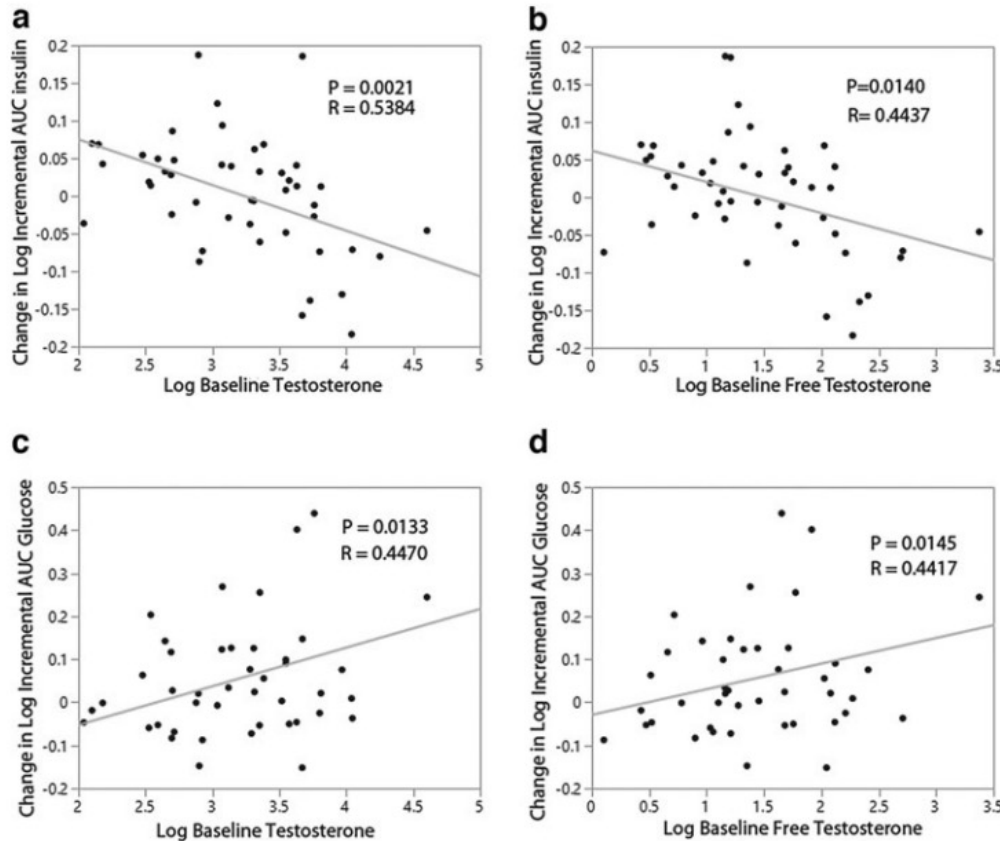 a
Change in Log Incremental AUC insulin
0.2
0.15
0.1
0.05
0
-0.05
-0.1
-0.15
-0.2
P = 0.0021
R = 0.5384
2 2.5 3 3.5 4 4.5 5
Log Baseline Testosterone
b
Change in Log Incremental AUC insulin
0.2
0.15
0.1
0.05
0
-0.05
-0.1
-0.15
-0.2
P=0.0140
R= 0.4437
0 0.5 1 1.5 2 2.5 3 3.5
Log Baseline Free Testosterone
c
Change in Log Incremental AUC Glucose
0.5
0.4
0.3
0.2
0.1
0
-0.1
-0.2
P = 0.0133
R = 0.4470
2 2.5 3 3.5 4 4.5 5
Log Baseline Testosterone
d
Change in Log Incremental AUC Glucose
0.5
0.4
0.3
0.2
0.1
0
-0.1
-0.2
P = 0.0145
R = 0.4417
0 0.5 1 1.5 2 2.5 3 3.5
Log Baseline Free Testosterone